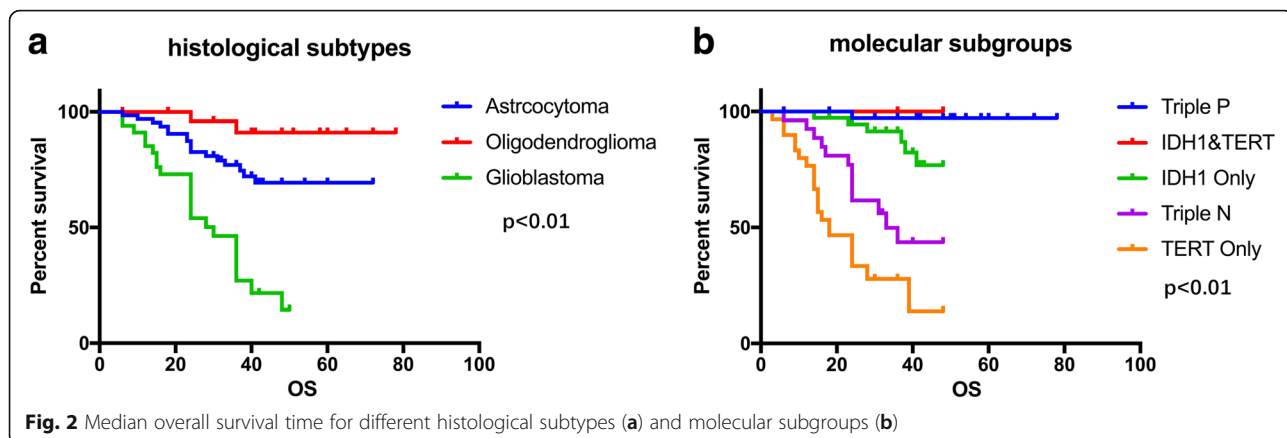 a
histological subtypes
Percent survival
100
50
0
0 20 40 60 80 100
OS
Astrcocytoma
Oligodendroglioma
Glioblastoma
p<0.01
b
molecular subgroups
Percent survival
100
50
0
0 20 40 60 80 100
OS
Triple P
IDH1&TERT
IDH1 Only
Triple N
TERT Only
p<0.01
Fig. 2 Median overall survival time for different histological subtypes (a) and molecular subgroups (b)